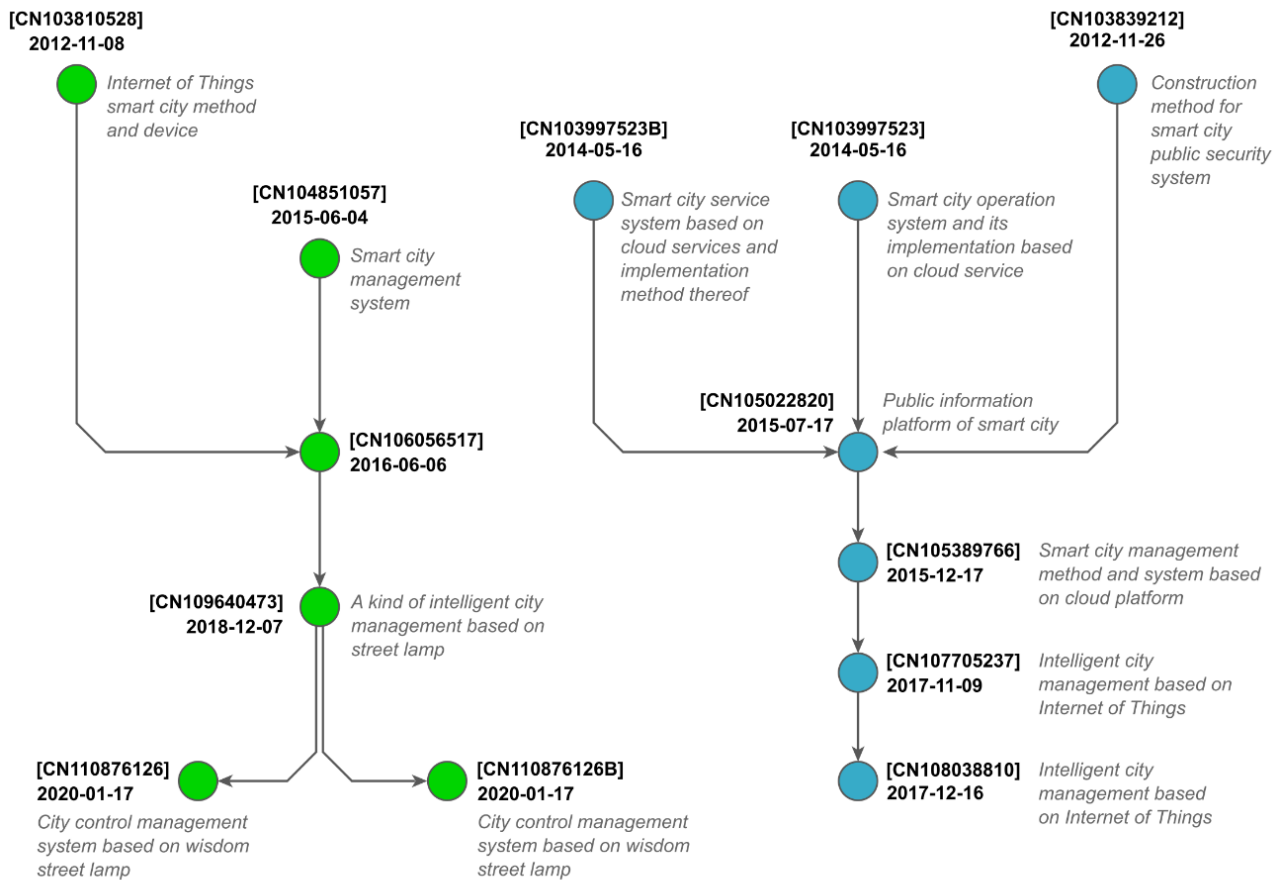 [CN103810528]
2012-11-08
Internet of Things
smart city method
and device
[CN104851057]
2015-06-04
Smart city
management
system
[CN106056517]
2016-06-06
[CN109640473]
2018-12-07
A kind of intelligent city
management based on
street lamp
[CN110876126]
2020-01-17
City control management
system based on wisdom
street lamp
[CN110876126B]
2020-01-17
City control management
system based on wisdom
street lamp
[CN103997523B]
2014-05-16
Smart city service
system based on
cloud services and
implementation
method thereof
[CN103997523]
2014-05-16
Smart city operation
system and its
implementation based
on cloud service
[CN103839212]
2012-11-26
Construction
method for
smart city
public security
system
[CN105022820]
2015-07-17
Public information
platform of smart city
[CN105389766]
2015-12-17
Smart city management
method and system based
on cloud platform
[CN107705237]
2017-11-09
Intelligent city
management based on
Internet of Things
[CN108038810]
2017-12-16
Intelligent city
management based
on Internet of Things